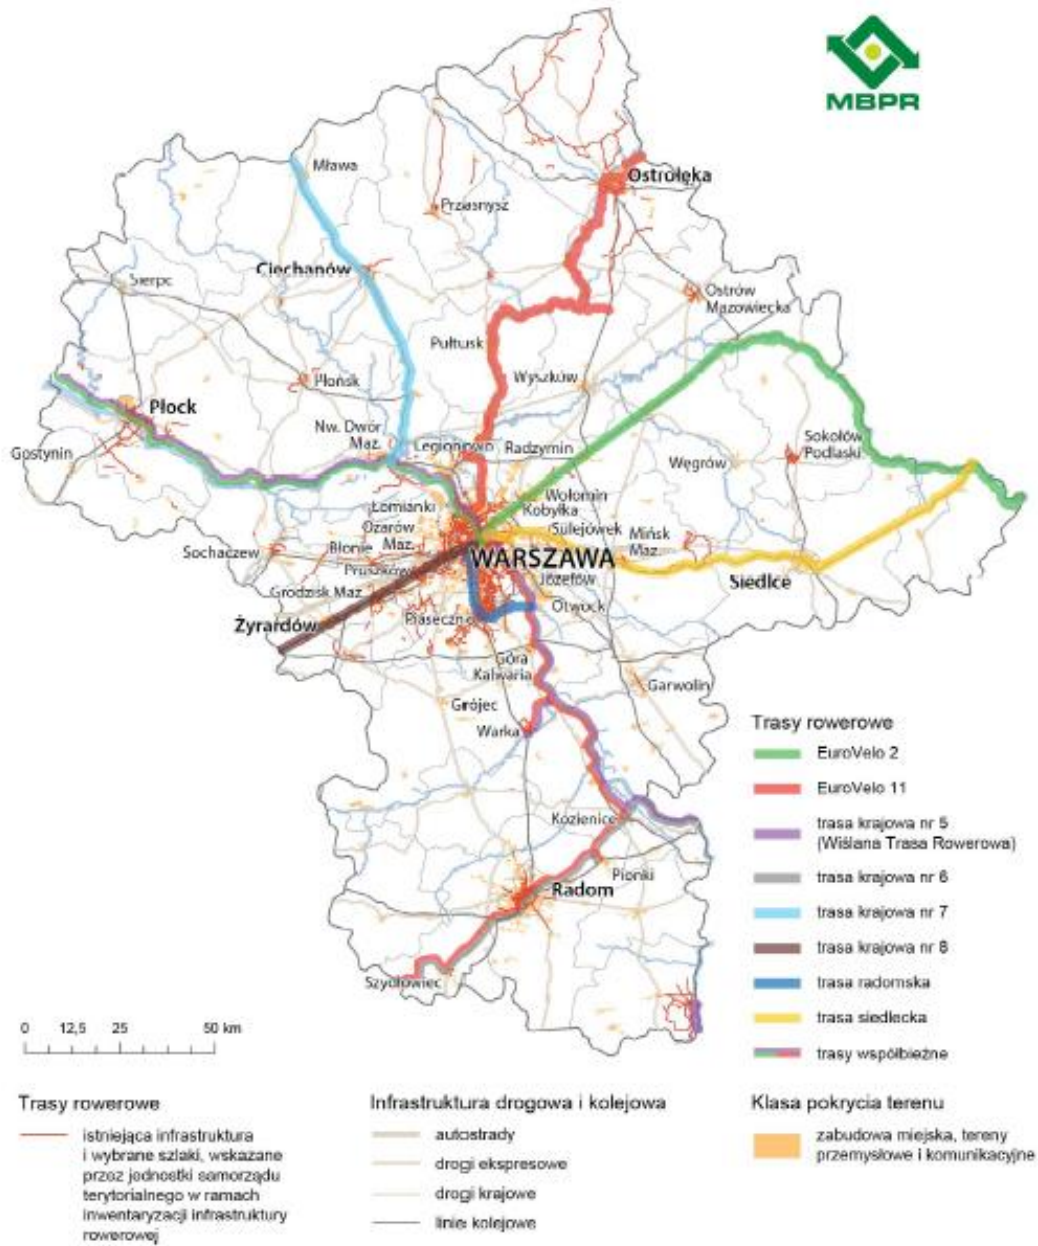 MBPR
Mława
Ostrołęka
Przasnysz
Ciechanów
Sierpc
Ostrów
Mazowiecka
Pułtusk
Wyszków
Płońsk
Płock
Nw. Dwór
Maz.
Legionowo
Radzymin
Sokołów
Podlaski
Gostynin
Węgrów
Wołomin
Kobyłka
Łomianki
Ożarów
Maz.
Sulejówek
Mińsk
Maz.
Sochaczew
Błonie
WARSZAWA
Pruszków
Józefów
Siedlce
Grodzisk Maz.
Otwock
Żyrardów
Piaseczno
Góra
Kalwaria
Garwolin
Grójec
Warka
Kozienice
Pionki
Radom
Szydłowiec
Trasy rowerowe
EuroVelo 2
EuroVelo 11
trasa krajowa nr 5
(Wiślana Trasa Rowerowa)
trasa krajowa nr 6
trasa krajowa nr 7
trasa krajowa nr 8
trasa radomska
trasa siedlecka
trasy współbieżne
0 12,5 25 50 km
Trasy rowerowe
istniejąca infrastruktura
i wybrane szlaki, wskazane
przez jednostki samorządu
terytorialnego w ramach
inwentaryzacji infrastruktury
rowerowej
Infrastruktura drogowa i kolejowa
autostrady
drogi ekspresowe
drogi krajowe
linie kolejowe
Klasa pokrycia terenu
zabudowa miejska, tereny
przemysłowe i komunikacyjne